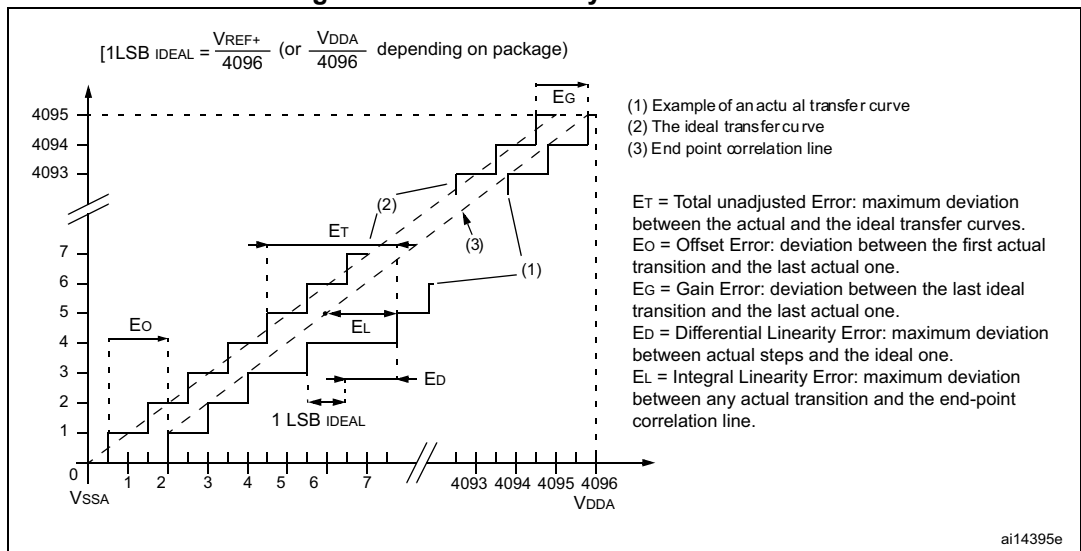 [1LSB IDEAL = VREF+ / 4096 (or VDDA / 4096 depending on package)
EG
4095
4094
4093
7
6
5
4
3
2
1
0
(2)
ET
(3)
(1)
EO
EL
ED
1 LSB IDEAL
1 2 3 4 5 6 7 4093 4094 4095 4096
VSSA
VDDA
(1) Example of an actu al transfer curve
(2) The ideal transfer curve
(3) End point correlation line
ET = Total unadjusted Error: maximum deviation
between the actual and the ideal transfer curves.
EO = Offset Error: deviation between the first actual
transition and the last actual one.
EG = Gain Error: deviation between the last ideal
transition and the last actual one.
ED = Differential Linearity Error: maximum deviation
between actual steps and the ideal one.
EL = Integral Linearity Error: maximum deviation
between any actual transition and the end-point
correlation line.
ai14395e